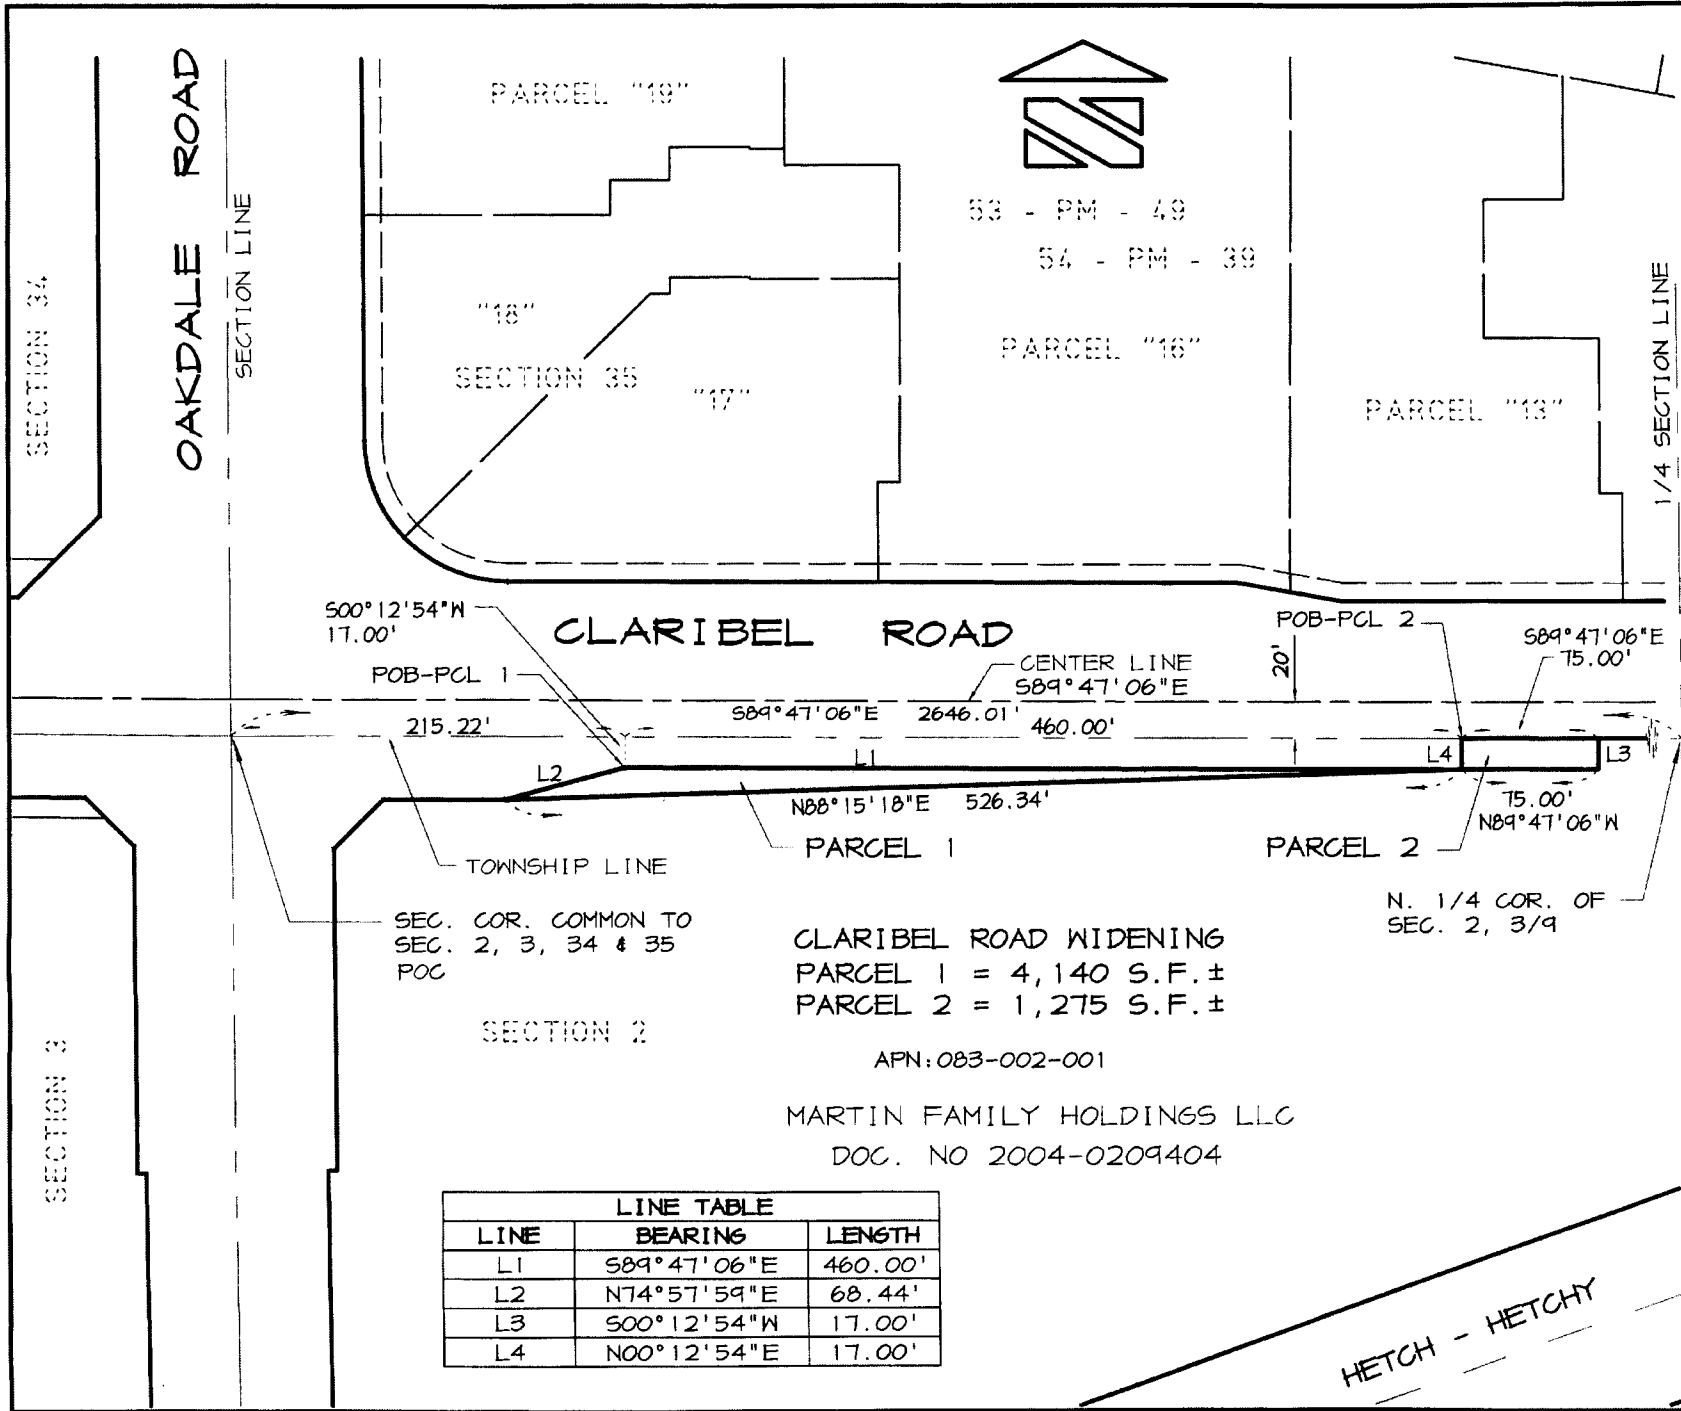 OAKDALE ROAD
SECTION LINE
SECTION 34
PARCEL "19"
"18"
SECTION 35
"17"
53 - PM - 49
54 - PM - 39
PARCEL "16"
PARCEL "13"
1/4 SECTION LINE
S00°12'54"W
17.00'
CLARIBEL ROAD
POB-PCL 1
CENTER LINE
S89°47'06"E
20'
POB-PCL 2
S89°47'06"E
75.00'
215.22'
S89°47'06"E 2646.01'
460.00'
L2
L1
L4
L3
N88°15'18"E 526.34'
75.00'
N89°47'06"W
PARCEL 1
PARCEL 2
TOWNSHIP LINE
SEC. COR. COMMON TO
SEC. 2, 3, 34 & 35
POC
N. 1/4 COR. OF
SEC. 2, 3/9
CLARIBEL ROAD WIDENING
PARCEL 1 = 4,140 S.F.±
PARCEL 2 = 1,275 S.F.±
SECTION 2
SECTION 3
APN:083-002-001
MARTIN FAMILY HOLDINGS LLC
DOC. NO 2004-0209404
LINE TABLE
LINE BEARING LENGTH
L1 S89°47'06"E 460.00'
L2 N74°57'59"E 68.44'
L3 S00°12'54"W 17.00'
L4 N00°12'54"E 17.00'
HETCH - HETCHY